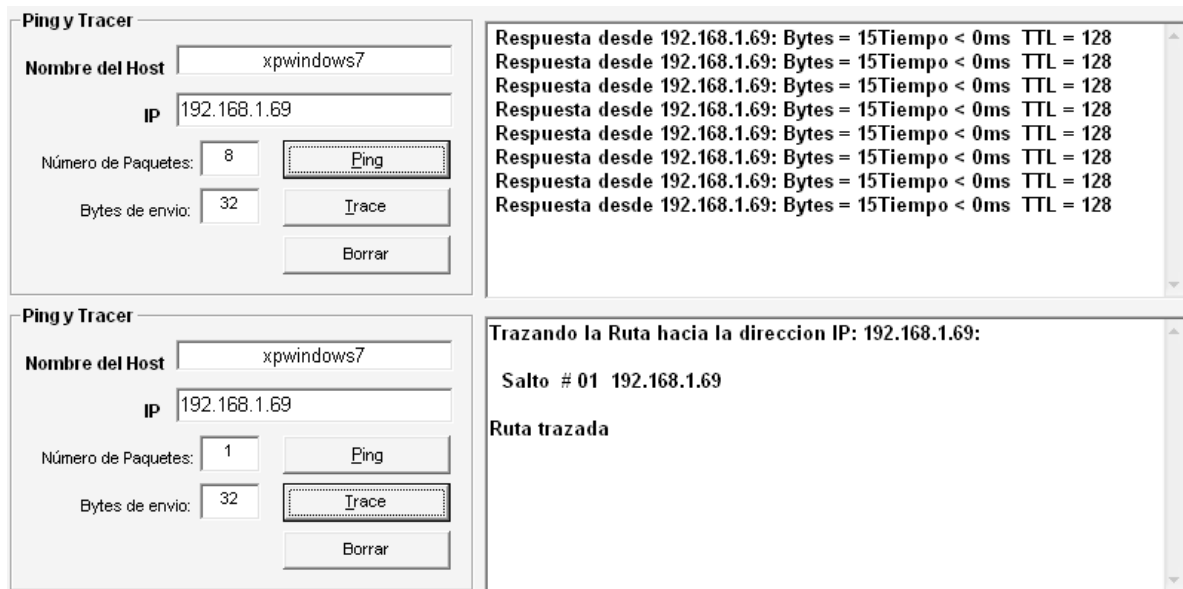 Ping y Tracer
Nombre del Host xpwindows7
IP 192.168.1.69
Número de Paquetes: 8 Ping
Bytes de envio: 32 Trace
Borrar
Respuesta desde 192.168.1.69: Bytes = 15Tiempo < 0ms TTL = 128
Respuesta desde 192.168.1.69: Bytes = 15Tiempo < 0ms TTL = 128
Respuesta desde 192.168.1.69: Bytes = 15Tiempo < 0ms TTL = 128
Respuesta desde 192.168.1.69: Bytes = 15Tiempo < 0ms TTL = 128
Respuesta desde 192.168.1.69: Bytes = 15Tiempo < 0ms TTL = 128
Respuesta desde 192.168.1.69: Bytes = 15Tiempo < 0ms TTL = 128
Respuesta desde 192.168.1.69: Bytes = 15Tiempo < 0ms TTL = 128
Respuesta desde 192.168.1.69: Bytes = 15Tiempo < 0ms TTL = 128
Ping y Tracer
Nombre del Host xpwindows7
IP 192.168.1.69
Número de Paquetes: 1 Ping
Bytes de envio: 32 Trace
Borrar
Trazando la Ruta hacia la direccion IP: 192.168.1.69:
Salto # 01 192.168.1.69
Ruta trazada